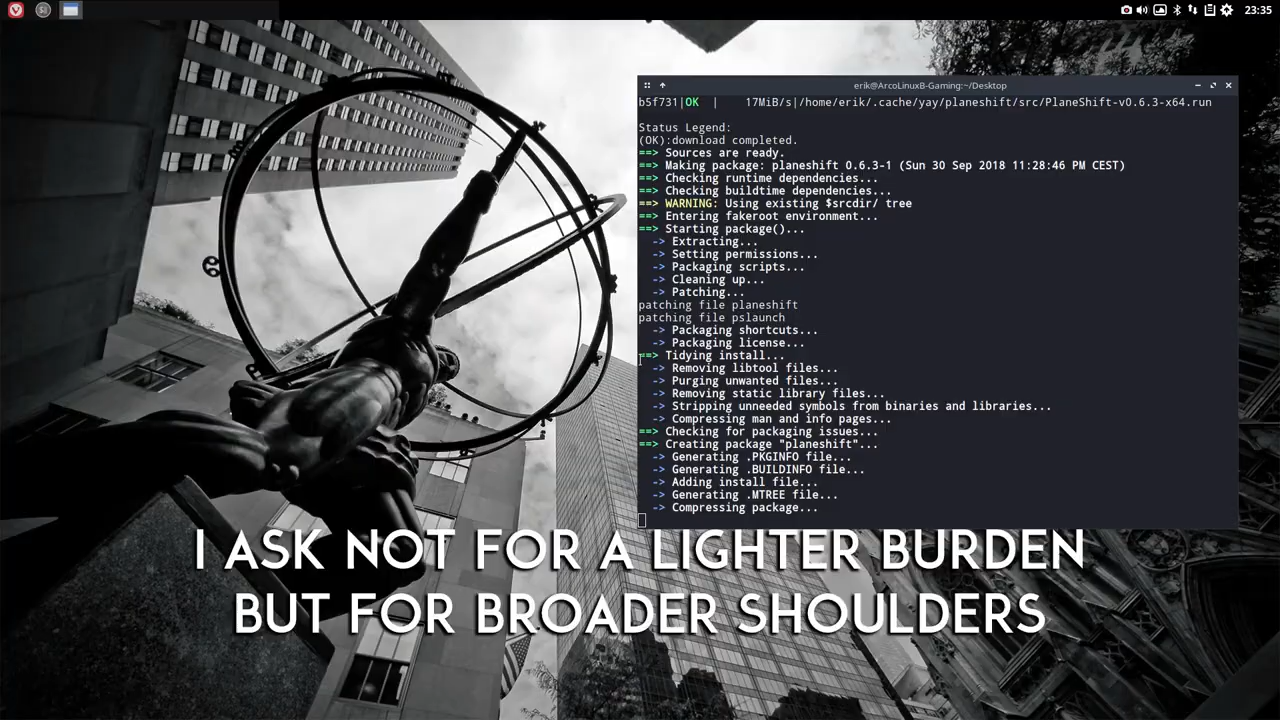 23:35
erik@ArcoLinuxB-Gaming:~/Desktop
b5f731|OK  |    17MiB/s|/home/erik/.cache/yay/planeshift/src/PlaneShift-v0.6.3-x64.run
Status Legend:
(OK):download completed.
==> Sources are ready.
==> Making package: planeshift 0.6.3-1 (Sun 30 Sep 2018 11:28:46 PM CEST)
==> Checking runtime dependencies...
==> Checking buildtime dependencies...
==> WARNING: Using existing $srcdir/ tree
==> Entering fakeroot environment...
==> Starting package()...
-> Extracting...
-> Setting permissions...
-> Packaging scripts...
-> Cleaning up...
-> Patching...
patching file planeshift
patching file pslaunch
-> Packaging shortcuts...
-> Packaging license...
==> Tidying install...
-> Removing libtool files...
-> Purging unwanted files...
-> Removing static library files...
-> Stripping unneeded symbols from binaries and libraries...
-> Compressing man and info pages...
==> Checking for packaging issues...
==> Creating package "planeshift"...
-> Generating .PKGINFO file...
-> Generating .BUILDINFO file...
-> Adding install file...
-> Generating .MTREE file...
-> Compressing package...
I ASK NOT FOR A LIGHTER BURDEN
BUT FOR BROADER SHOULDERS